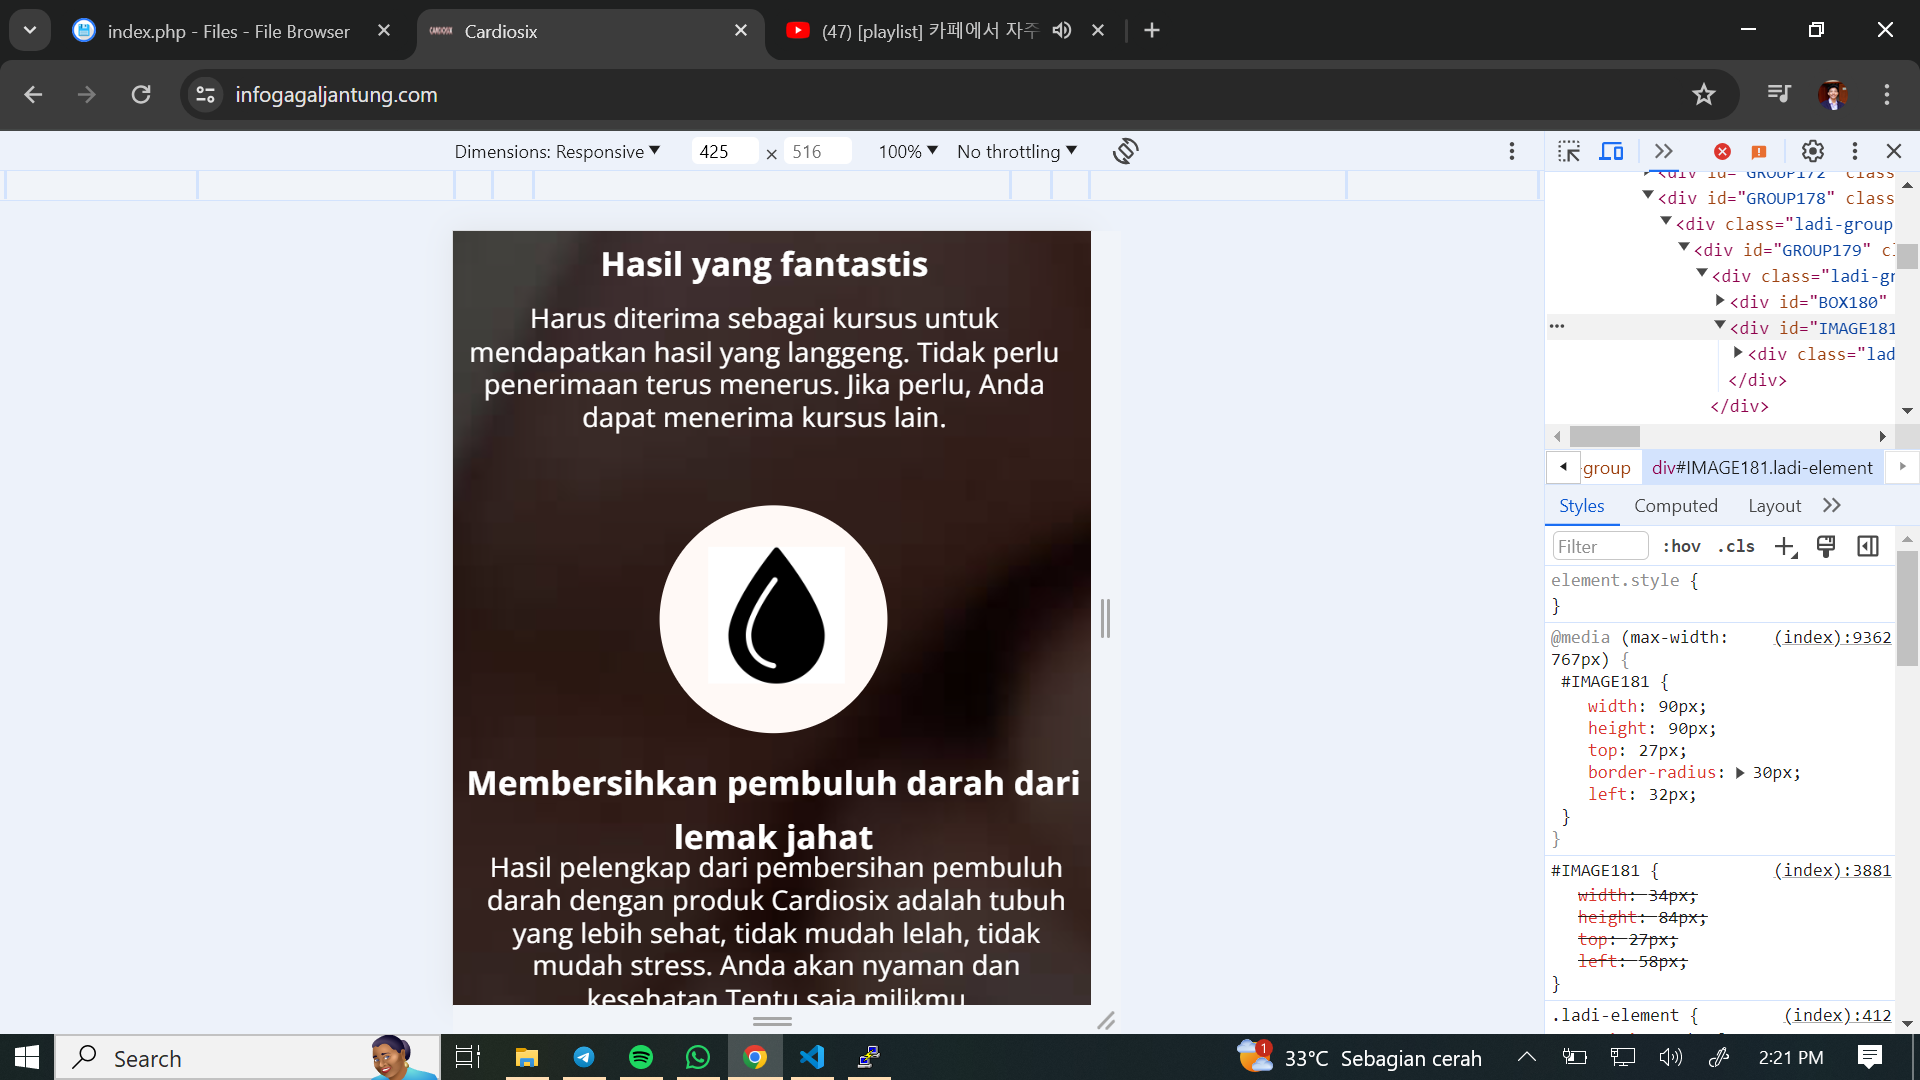 index.php - Files - File Browser
CARDIOSIX
Cardiosix
(47) [playlist] 카페에서 자주
infogagaljantung.com
Dimensions: Responsive
425 × 516
100%
No throttling
Hasil yang fantastis
Harus diterima sebagai kursus untuk
mendapatkan hasil yang langgeng. Tidak perlu
penerimaan terus menerus. Jika perlu, Anda
dapat menerima kursus lain.
Membersihkan pembuluh darah dari
lemak jahat
Hasil pelengkap dari pembersihan pembuluh
darah dengan produk Cardiosix adalah tubuh
yang lebih sehat, tidak mudah lelah, tidak
mudah stress. Anda akan nyaman dan
kesehatan Tentu saja milikmu
<div id="GROUP172" class
<div id="GROUP178" class
<div class="ladi-group
<div id="GROUP179" cl
<div class="ladi-gr
<div id="BOX180"
<div id="IMAGE181
<div class="lad
</div>
</div>
group
div#IMAGE181.ladi-element
Styles
Computed
Layout
Filter
:hov
.cls
element.style {
}
@media (max-width: (index):9362
767px) {
#IMAGE181 {
width: 90px;
height: 90px;
top: 27px;
border-radius: 30px;
left: 32px;
}
}
#IMAGE181 { (index):3881
width: 34px;
height: 84px;
top: 27px;
left: 58px;
}
.ladi-element { (index):412
Search
1
33°C Sebagian cerah
2:21 PM